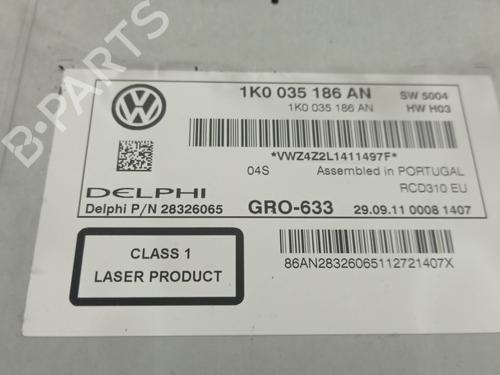 1K0 035 186 AN SW 5004
1K0 035 186 AN HW H03
*VWZ4Z2L1411497F*
04S Assembled in PORTUGAL
RCD310 EU
DELPHI
Delphi P/N 28326065 GRO-633 29.09.11 0008 1407
CLASS 1
LASER PRODUCT
86AN28326065112721407X
B-PARTS